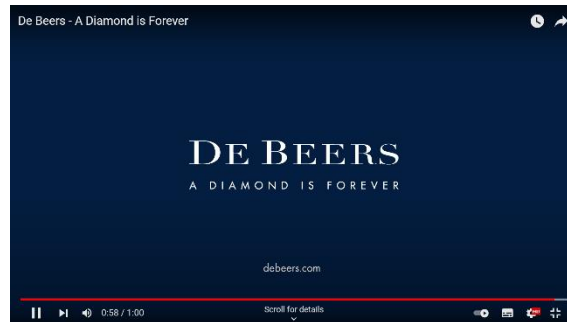 De Beers - A Diamond is Forever
DE BEERS
A DIAMOND IS FOREVER
debeers.com
0:58 / 1:00
Scroll for details